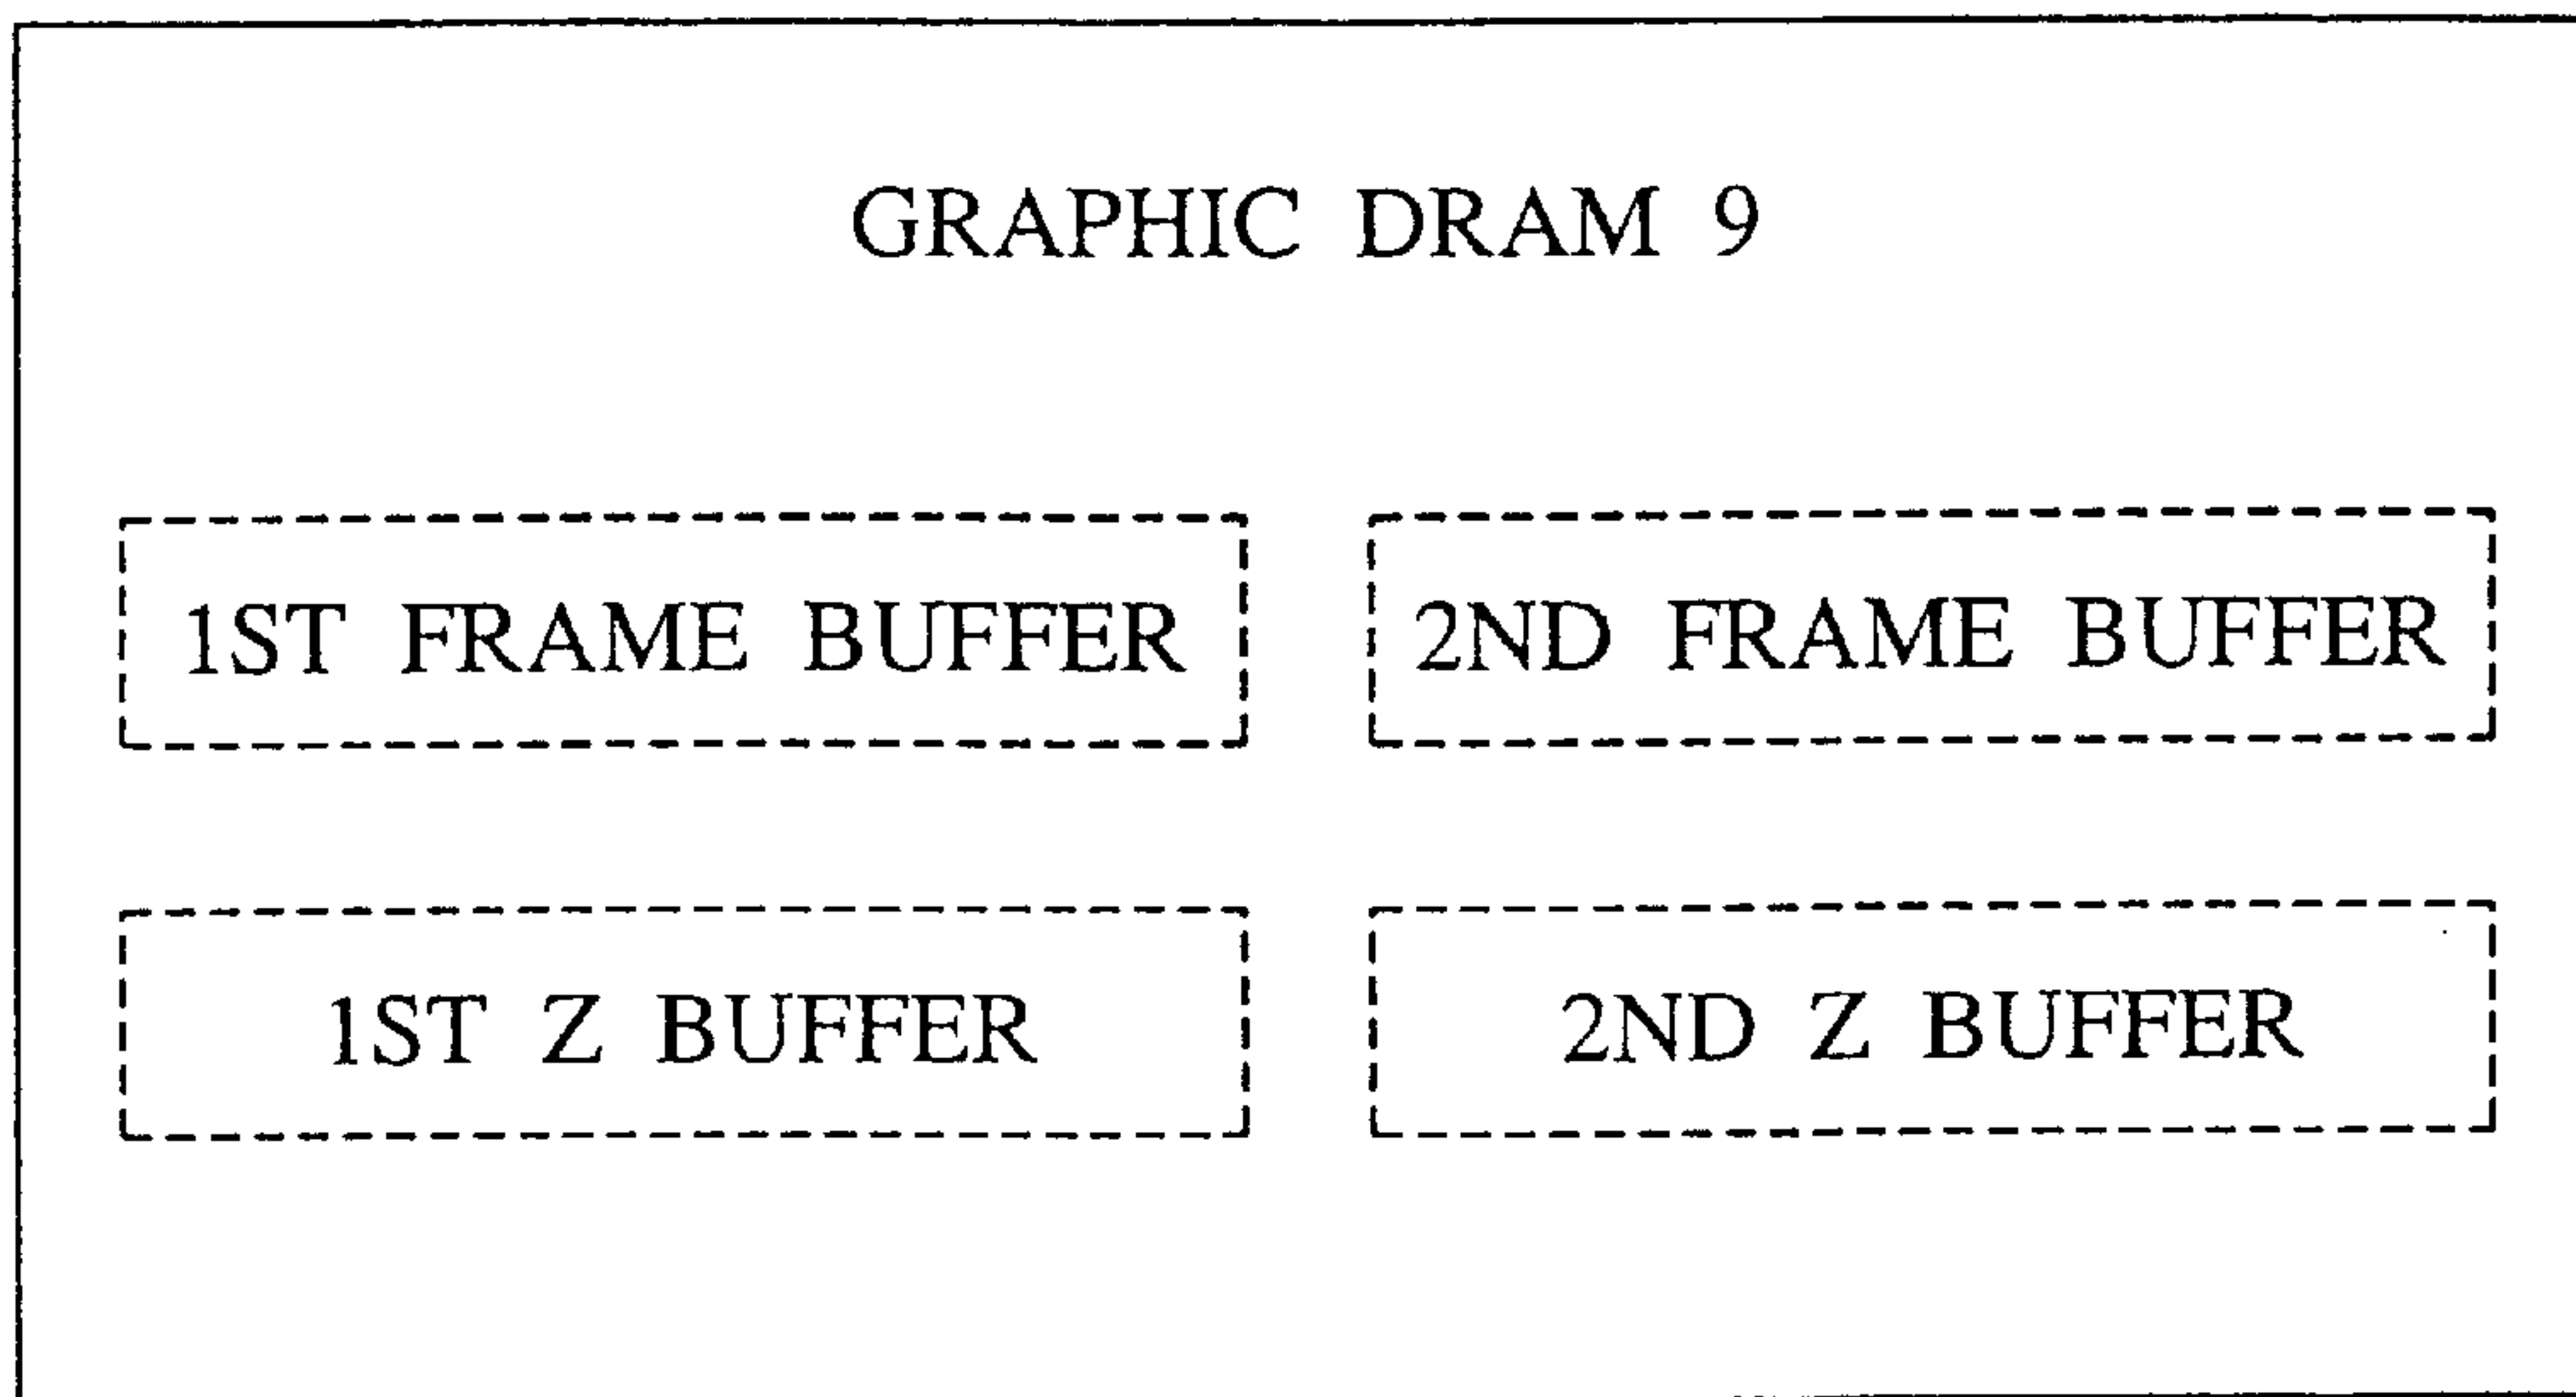 GRAPHIC DRAM 9
1ST FRAME BUFFER
2ND FRAME BUFFER
1ST Z BUFFER
2ND Z BUFFER